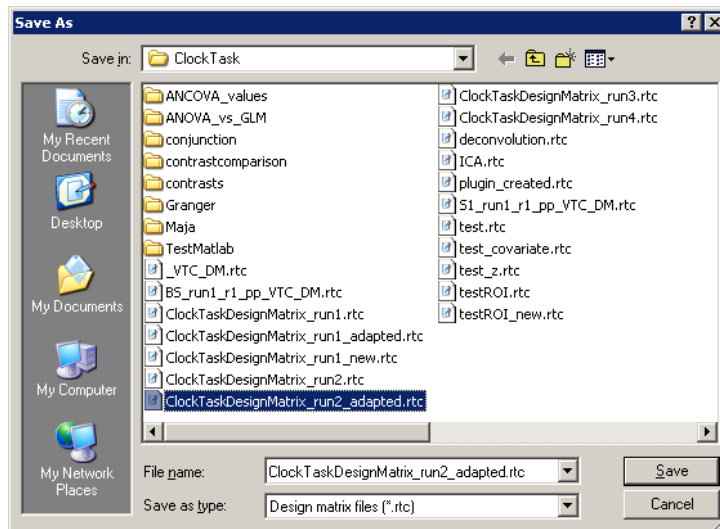 Save As
Save in:
ClockTask
My Recent
Documents
Desktop
My Documents
My Computer
My Network
Places
ANCOVA_values
ANOVA_vs_GLM
conjunction
contrastcomparison
contrasts
Granger
Maja
TestMatlab
_VTC_DM.rtc
BS_run1_r1_pp_VTC_DM.rtc
ClockTaskDesignMatrix_run1.rtc
ClockTaskDesignMatrix_run1_adapted.rtc
ClockTaskDesignMatrix_run1_new.rtc
ClockTaskDesignMatrix_run2.rtc
ClockTaskDesignMatrix_run2_adapted.rtc
ClockTaskDesignMatrix_run3.rtc
ClockTaskDesignMatrix_run4.rtc
deconvolution.rtc
ICA.rtc
plugin_created.rtc
S1_run1_r1_pp_VTC_DM.rtc
test.rtc
test_covariate.rtc
test_z.rtc
testROI.rtc
testROI_new.rtc
File name:
ClockTaskDesignMatrix_run2_adapted.rtc
Save
Save as type:
Design matrix files (*.rtc)
Cancel